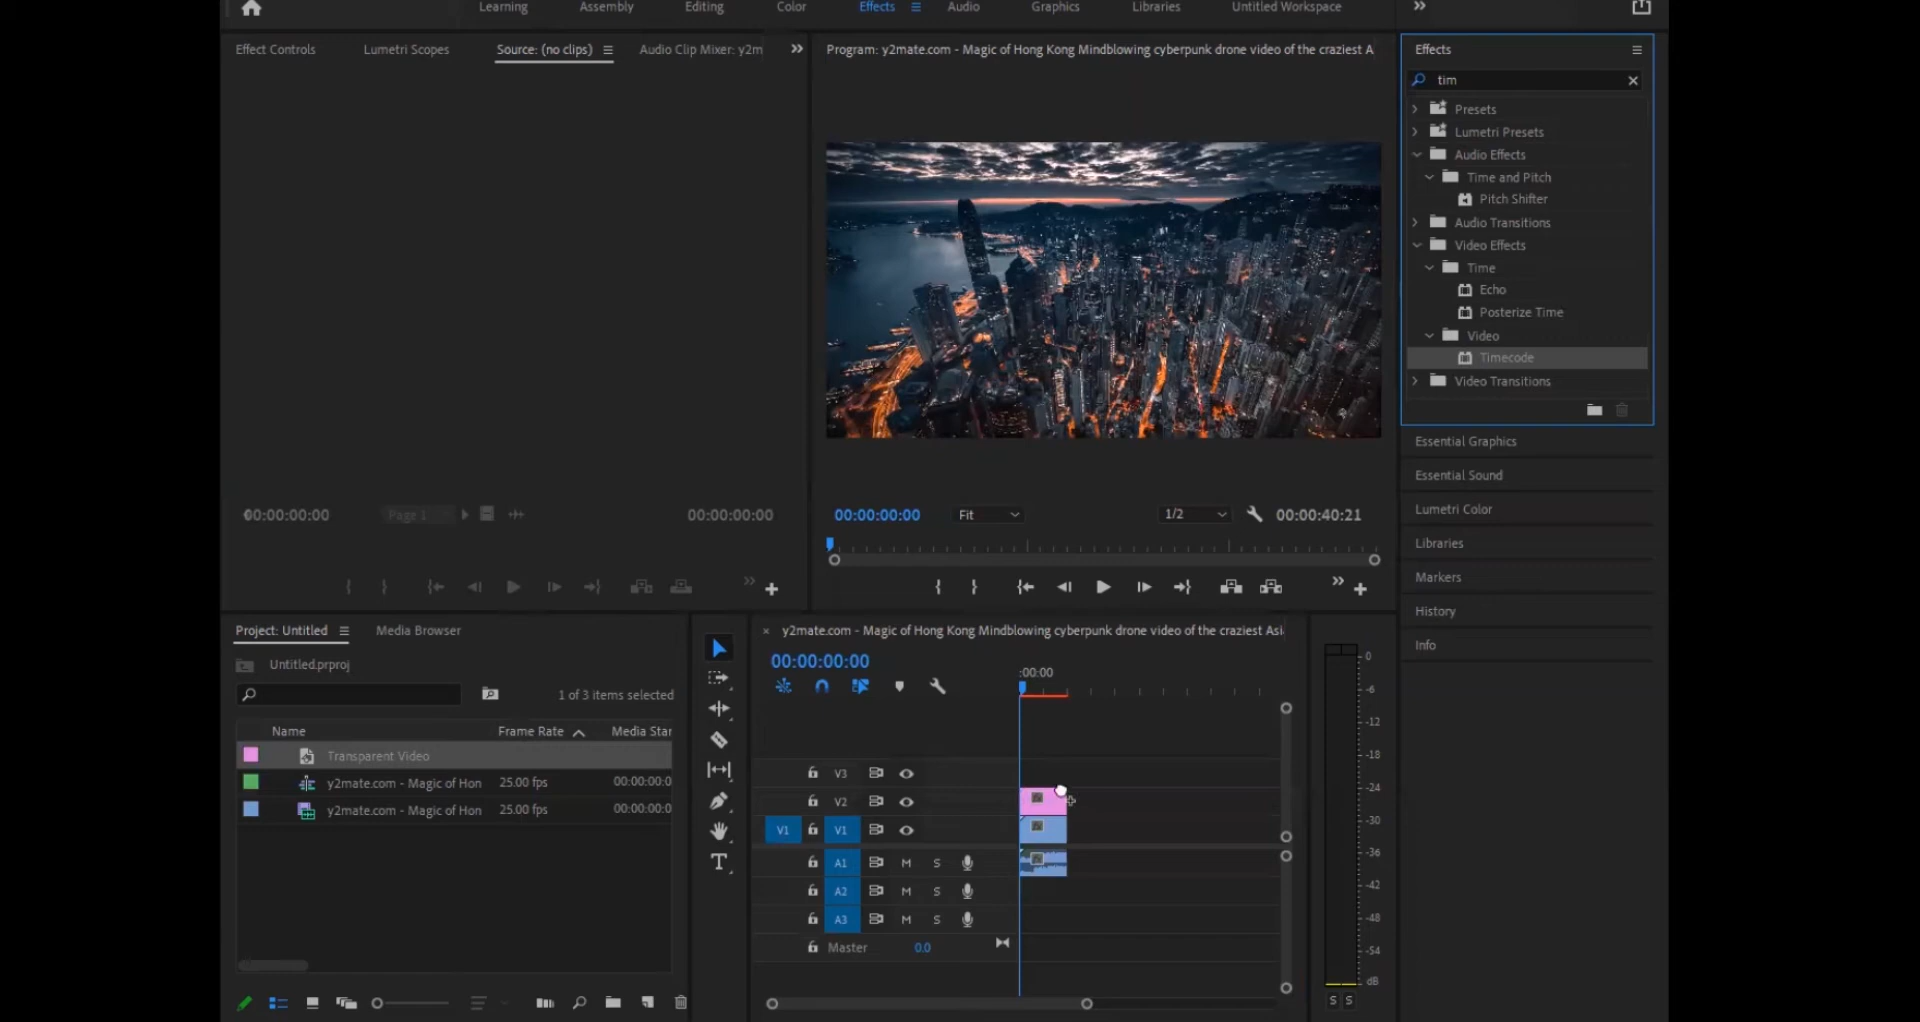 Learning Assembly Editing Color Effects Audio Graphics Libraries Untitled Workspace
Effect Controls Lumetri Scopes Source: (no clips) Audio Clip Mixer: y2m
Program: y2mate.com - Magic of Hong Kong Mindblowing cyberpunk drone video of the craziest A
Effects
tim
Presets
Lumetri Presets
Audio Effects
Time and Pitch
Pitch Shifter
Audio Transitions
Video Effects
Time
Echo
Posterize Time
Video
Timecode
Video Transitions
Essential Graphics
Essential Sound
Lumetri Color
Libraries
Markers
History
Info
00:00:00:00 Page 1 00:00:00:00
00:00:00:00 Fit 1/2 00:00:40:21
Project: Untitled Media Browser
Untitled.prproj
1 of 3 items selected
Name Frame Rate Media Star
Transparent Video
y2mate.com - Magic of Hon 25.00 fps 00:00:00:0
y2mate.com - Magic of Hon 25.00 fps 00:00:00:0
y2mate.com - Magic of Hong Kong Mindblowing cyberpunk drone video of the craziest Asi
00:00:00:00
:00:00
V3
V2
V1 V1
A1 M S
A2 M S
A3 M S
Master 0.0
0
-6
-12
-18
-24
-30
-36
-42
-48
-54
dB
S S